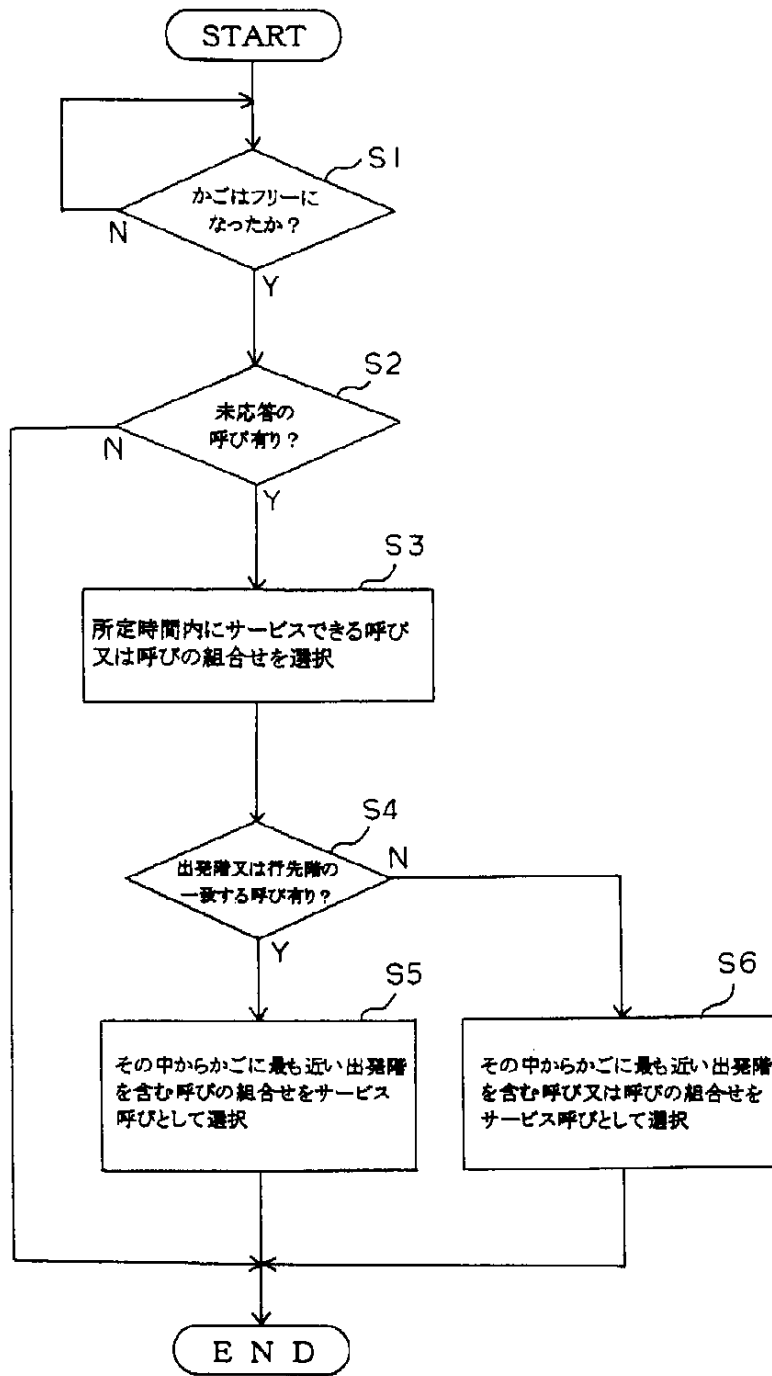 START
S1
かごはフリーに
なったか？
N
Y
S2
未応答の
呼び有り？
N
Y
S3
所定時間内にサービスできる呼び
又は呼びの組合せを選択
S4
出発階又は行先階の
一致する呼び有り？
N
Y
S5
その中からかごに最も近い出発階
を含む呼びの組合せをサービス
呼びとして選択
S6
その中からかごに最も近い出発階
を含む呼び又は呼びの組合せを
サービス呼びとして選択
E N D